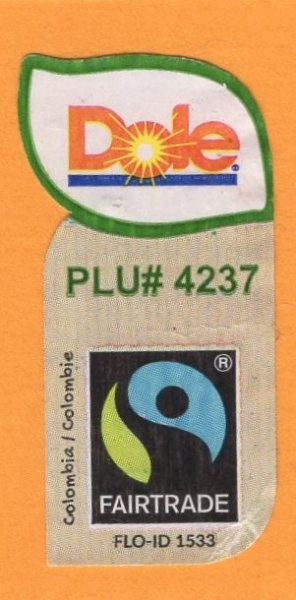 Dole
PLU# 4237
Colombia / Colombie
®
FAIRTRADE
FLO-ID 1533